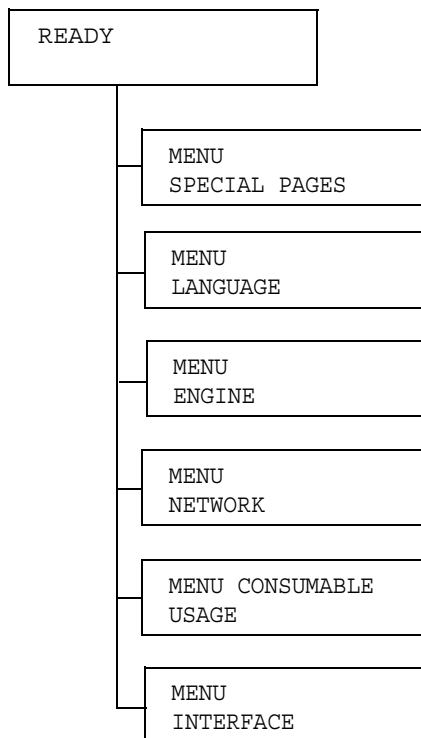 READY
MENU
SPECIAL PAGES
MENU
LANGUAGE
MENU
ENGINE
MENU
NETWORK
MENU CONSUMABLE
USAGE
MENU
INTERFACE